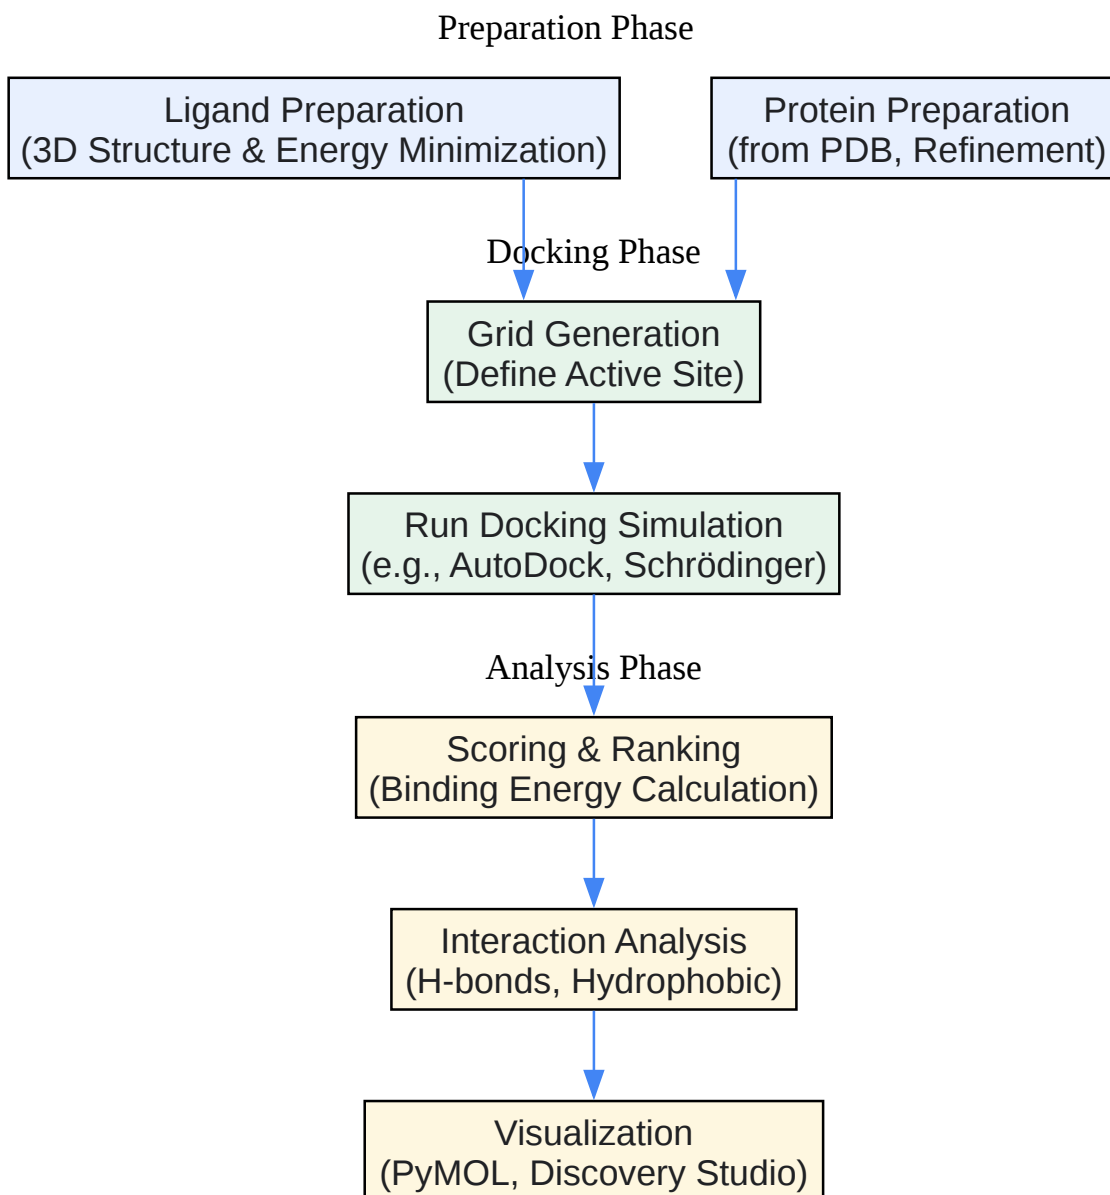 Preparation Phase
Ligand Preparation
(3D Structure & Energy Minimization)
Protein Preparation
(from PDB, Refinement)
Docking Phase
Grid Generation
(Define Active Site)
Run Docking Simulation
(e.g., AutoDock, Schrödinger)
Analysis Phase
Scoring & Ranking
(Binding Energy Calculation)
Interaction Analysis
(H-bonds, Hydrophobic)
Visualization
(PyMOL, Discovery Studio)